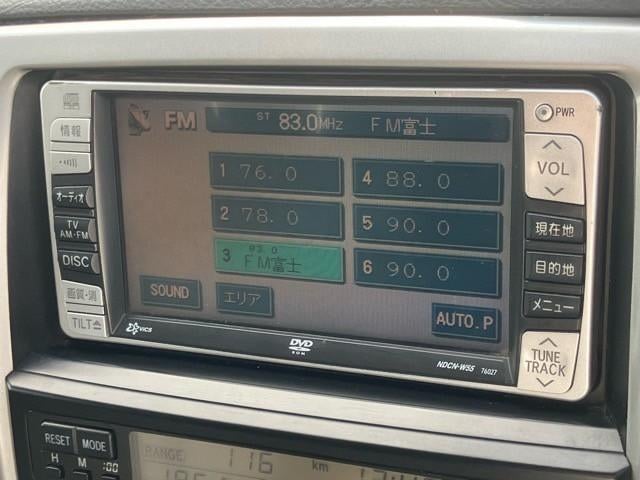 FM ST 83.0MHz FM富士
1 76.0
2 78.0
3 83.0 FM富士
4 88.0
5 90.0
6 90.0
SOUND エリア AUTO.P
情報
オーディオ
TV
AM・FM
DISC
画質・消
TILT
PWR
VOL
現在地
目的地
メニュー
TUNE
TRACK
VICS
DVD
ROM
NDCN-W55 76027
RESET MODE
H M :00
RANGE 116 km